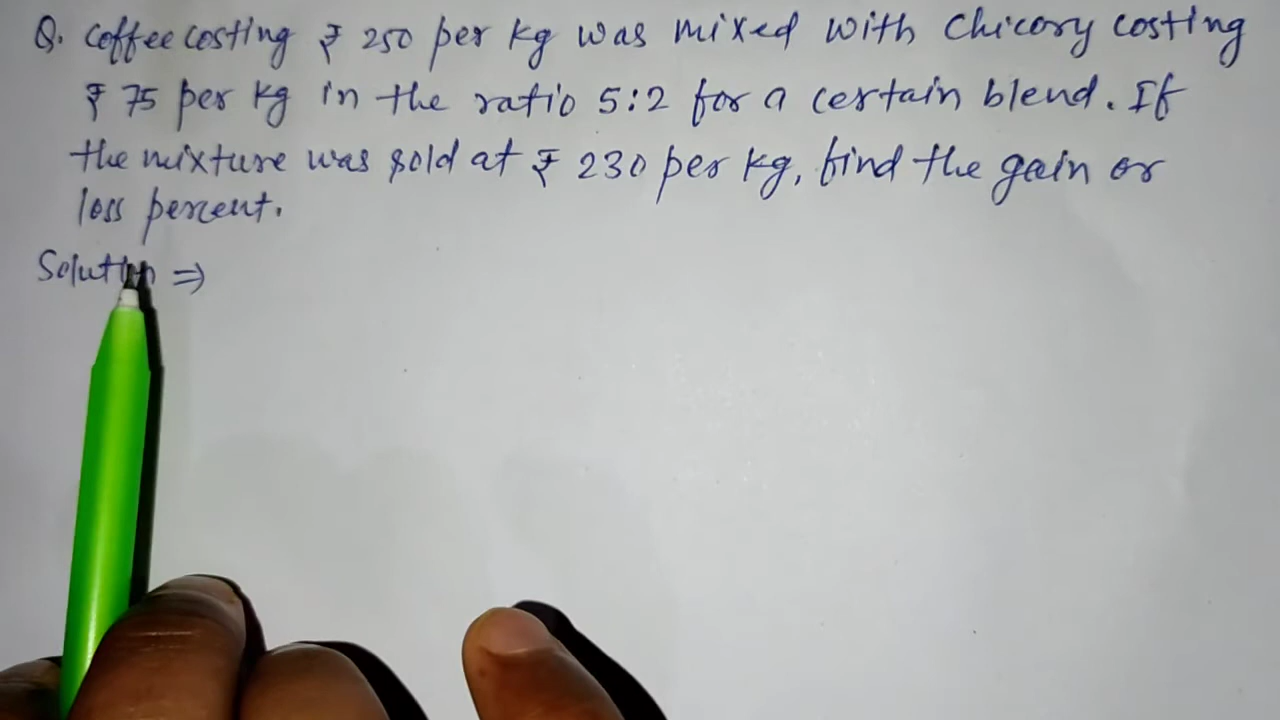 Q. Coffee costing ₹ 250 per kg was mixed with Chicory costing
₹ 75 per kg in the ratio 5:2 for a certain blend. If
the mixture was sold at ₹ 230 per kg, find the gain or
loss percent.
Solution ⇒